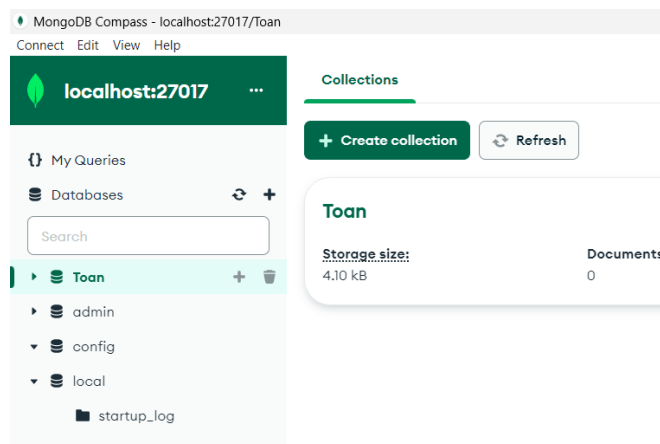 MongoDB Compass - localhost:27017/Toan
Connect Edit View Help
localhost:27017 ...
{} My Queries
Databases
Search
Toan
admin
config
local
startup_log
Collections
+ Create collection
Refresh
Toan
Storage size:
4.10 kB
Documents
0